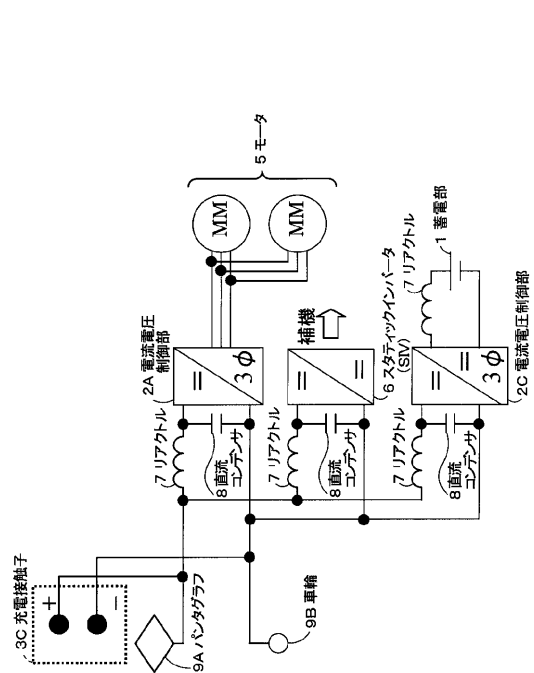 3C 充電接触子
+
−
9A パンタグラフ
9B 車輪
7 リアクトル
8 直流
コンデンサ
2A 電流電圧
制御部
=
3φ
MM
MM
5 モータ
7 リアクトル
8 直流
コンデンサ
=
=
補機
6 スタティックインバータ
(SIV)
7 リアクトル
8 直流
コンデンサ
=
=
3φ
2C 電流電圧制御部
7 リアクトル
1 蓄電部